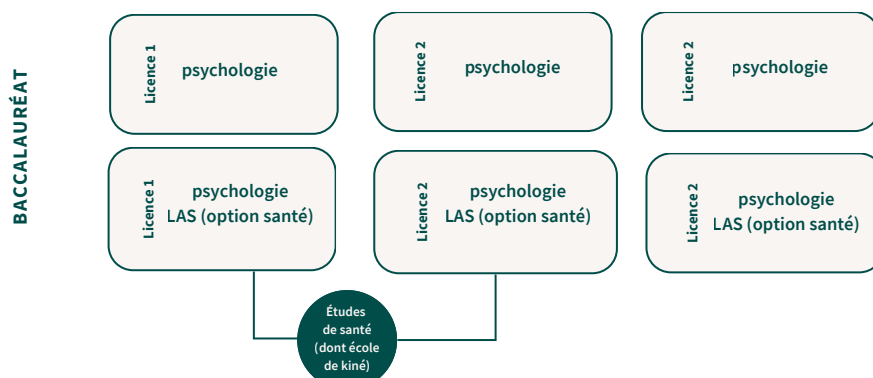 BACCALAURÉAT
Licence 1
psychologie
Licence 2
psychologie
Licence 2
psychologie
Licence 1
psychologie
LAS (option santé)
Licence 2
psychologie
LAS (option santé)
Licence 2
psychologie
LAS (option santé)
Études
de santé
(dont école
de kiné)